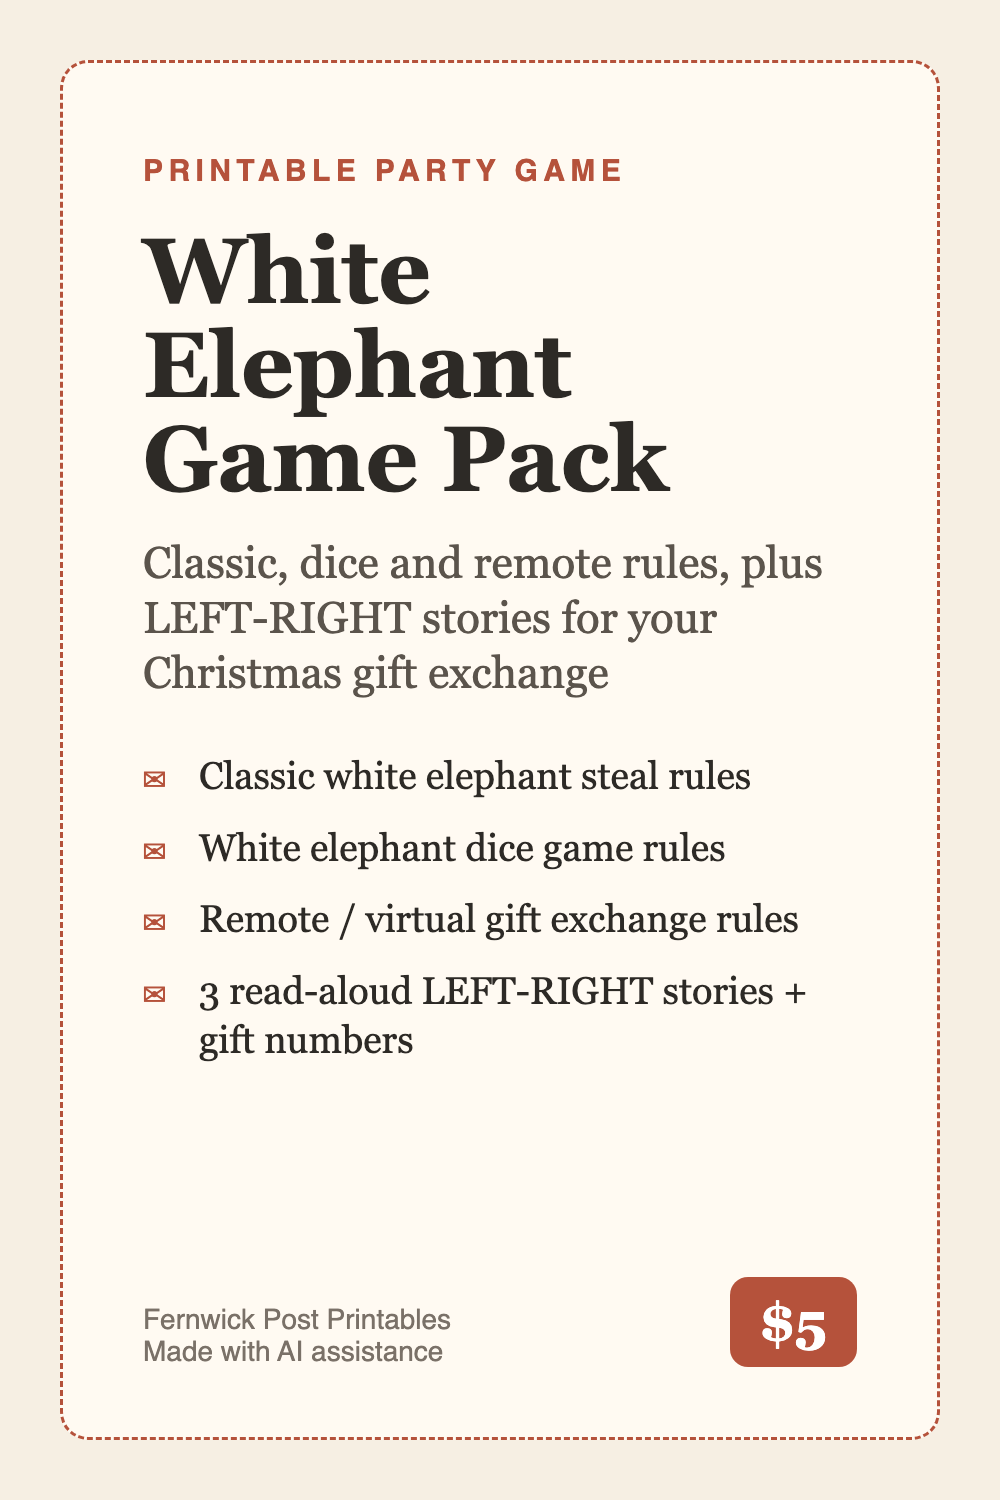 PRINTABLE PARTY GAME
White
Elephant
Game Pack
Classic, dice and remote rules, plus
LEFT-RIGHT stories for your
Christmas gift exchange
✉ Classic white elephant steal rules
✉ White elephant dice game rules
✉ Remote / virtual gift exchange rules
✉ 3 read-aloud LEFT-RIGHT stories +
gift numbers
Fernwick Post Printables
Made with AI assistance
$5